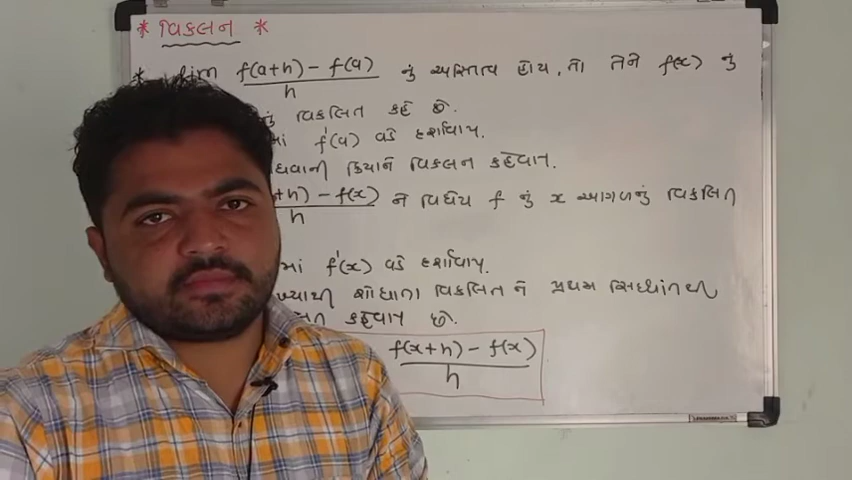 * વિકલન *
* lim f(a+h) - f(a) / h નું અસ્તિત્વ હોય, તો તેને f(x) નું
નું વિકલિત કહે છે.
માં f'(a) વડે દર્શાવાય.
શોધવાની ક્રિયાને વિકલન કહેવાય.
+h) - f(x) / h ને વિધેય f નું x આગળનું વિકલિત
માં f'(x) વડે દર્શાવાય.
શોધાતા વિકલિત ને પ્રથમ સિધ્ધાંતથી
કહેવાય છે.
f(x+h) - f(x) / h